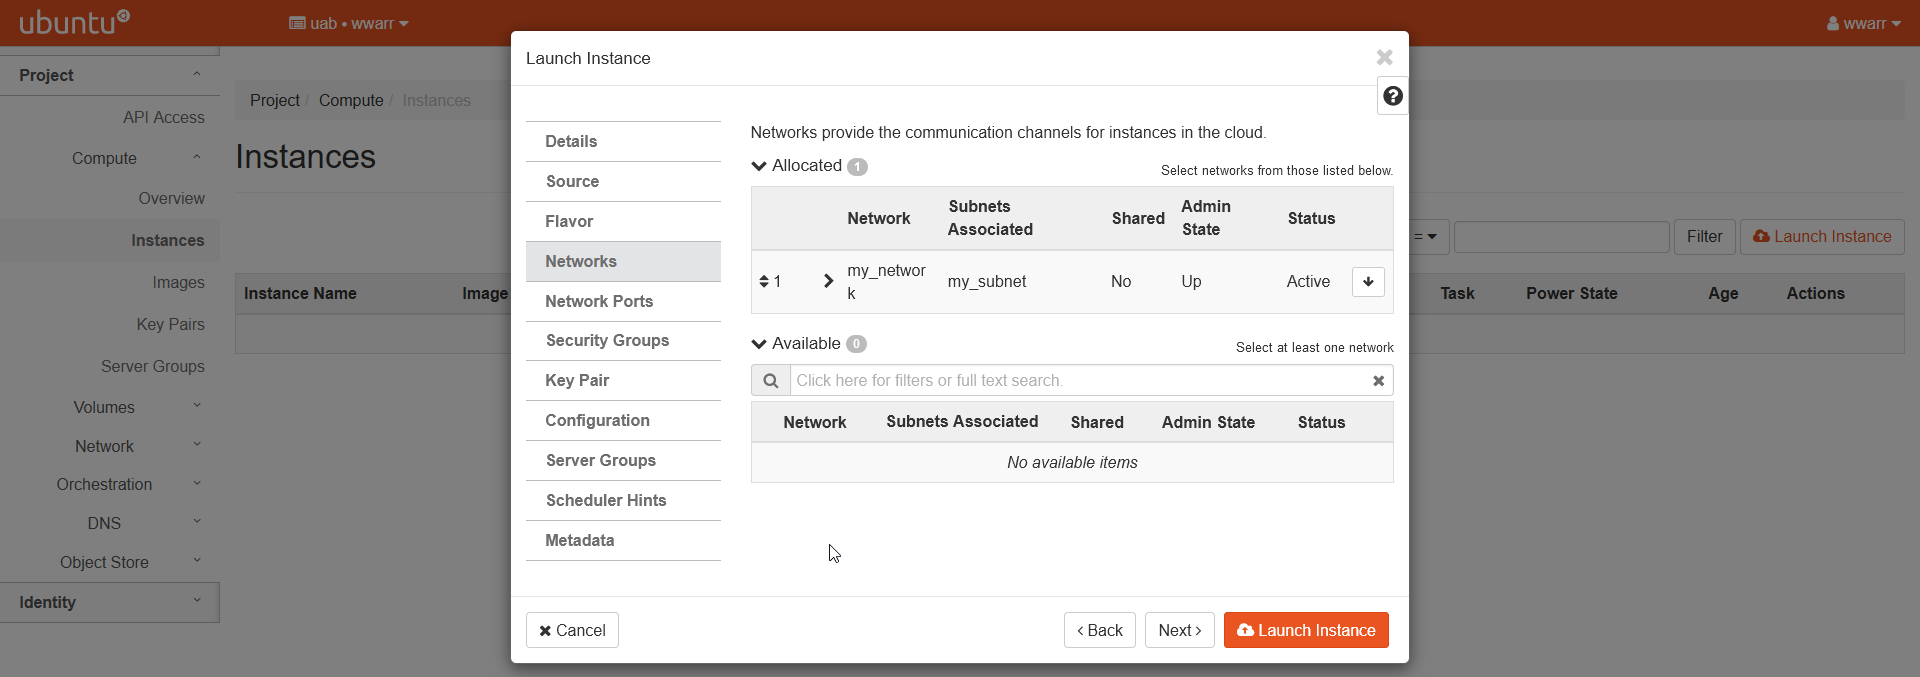 ubuntu
uab • wwarr
wwarr
Project
API Access
Compute
Overview
Instances
Images
Key Pairs
Server Groups
Volumes
Network
Orchestration
DNS
Object Store
Identity
Project / Compute / Instances
Instances
=
Filter
Launch Instance
Instance Name
Image
Task
Power State
Age
Actions
Launch Instance
Details
Source
Flavor
Networks
Network Ports
Security Groups
Key Pair
Configuration
Server Groups
Scheduler Hints
Metadata
Networks provide the communication channels for instances in the cloud.
Allocated 1
Select networks from those listed below.
Network
Subnets
Associated
Shared
Admin
State
Status
1
my_networ
k
my_subnet
No
Up
Active
Available 0
Select at least one network
Click here for filters or full text search.
Network
Subnets Associated
Shared
Admin State
Status
No available items
Cancel
‹ Back
Next ›
Launch Instance